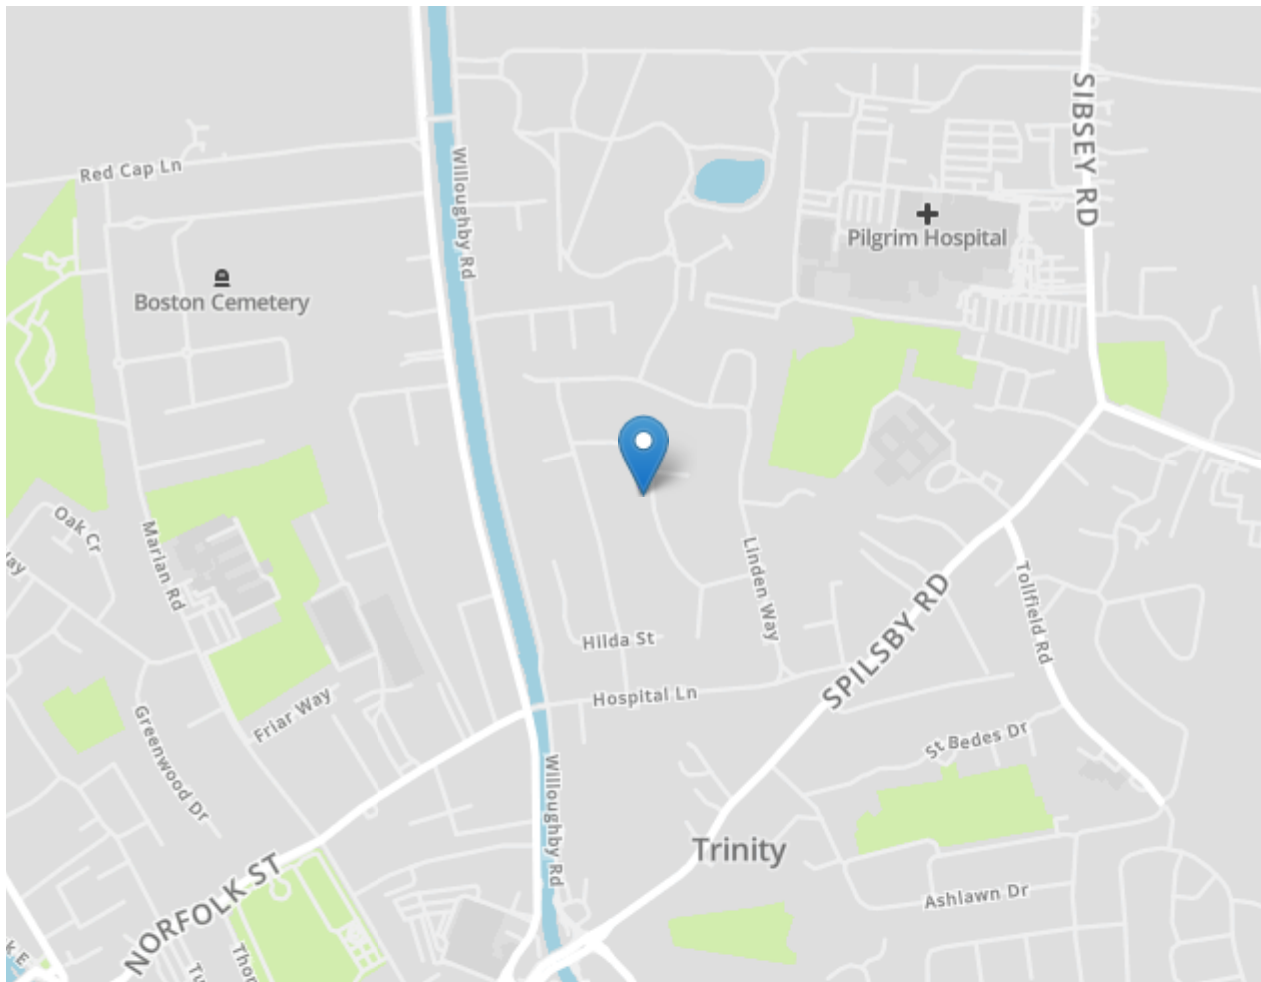 SIBSEY RD
Red Cap Ln
Willoughby Rd
Pilgrim Hospital
Boston Cemetery
Oak Cr
Marian Rd
Linden Way
Tollfield Rd
Hilda St
SPILSBY RD
Hospital Ln
Friar Way
Greenwood Dr
St Bedes Dr
Willoughby Rd
Trinity
NORFOLK ST
Ashlawn Dr